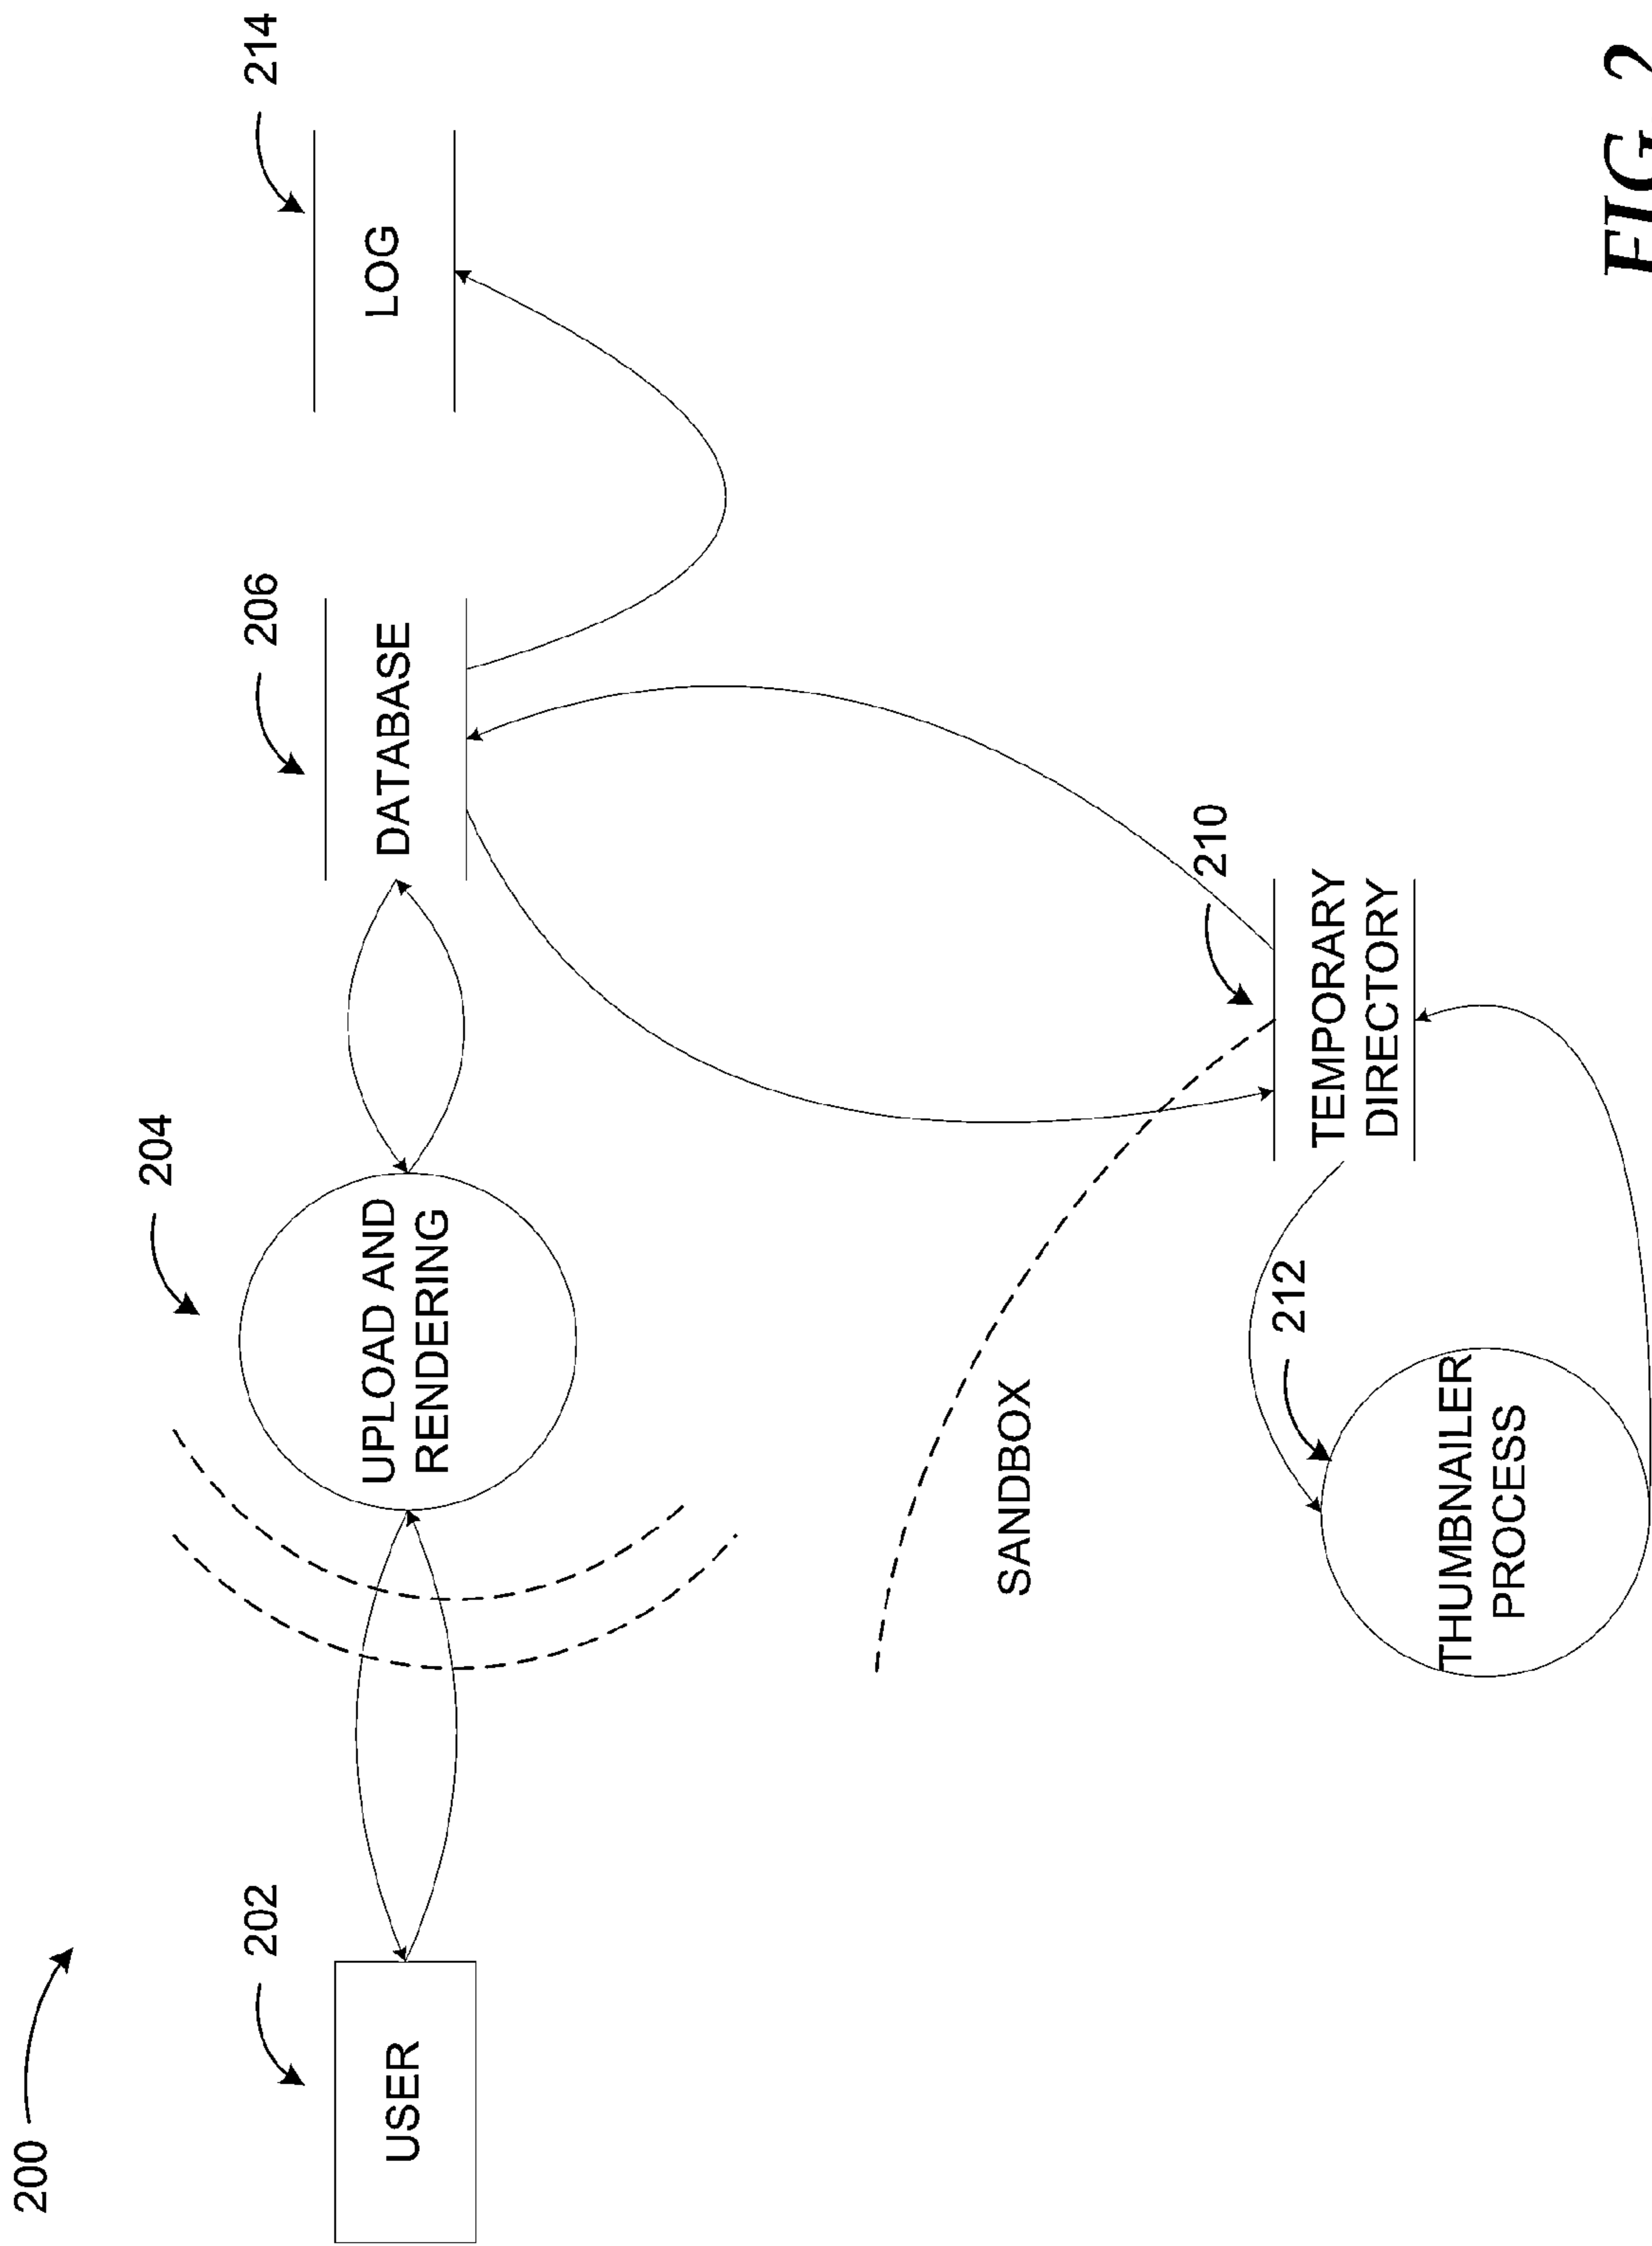 200
202
USER
204
UPLOAD AND
RENDERING
206
DATABASE
214
LOG
SANDBOX
210
TEMPORARY
DIRECTORY
212
THUMBNAILER
PROCESS
FIG. 2